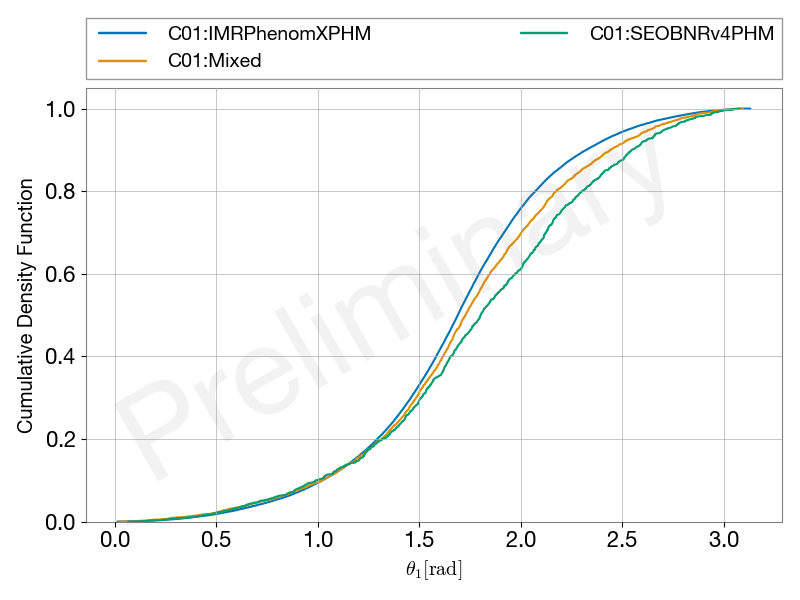 C01:IMRPhenomXPHM
C01:Mixed
C01:SEOBNRv4PHM
1.0
0.8
0.6
0.4
0.2
0.0
Cumulative Density Function
Preliminary
0.0 0.5 1.0 1.5 2.0 2.5 3.0
θ₁[rad]